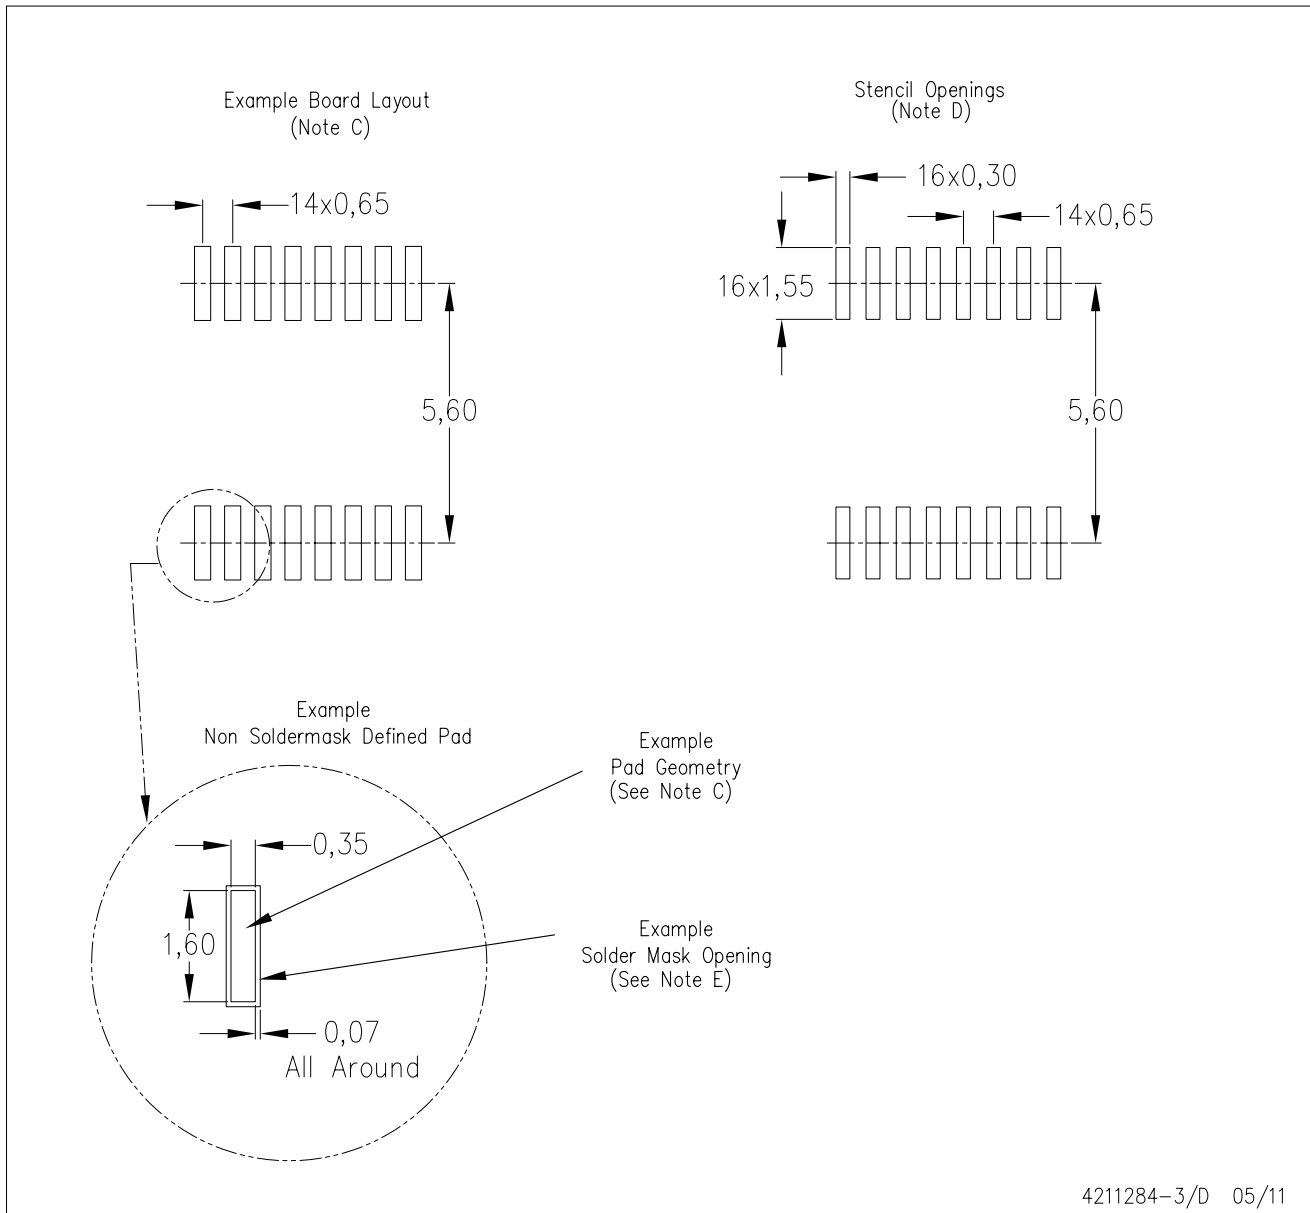 Example Board Layout
(Note C)
Stencil Openings
(Note D)
14x0,65
16x0,30
14x0,65
16x1,55
5,60
5,60
Example
Non Soldermask Defined Pad
Example
Pad Geometry
(See Note C)
0,35
1,60
Example
Solder Mask Opening
(See Note E)
0,07
All Around
4211284-3/D 05/11